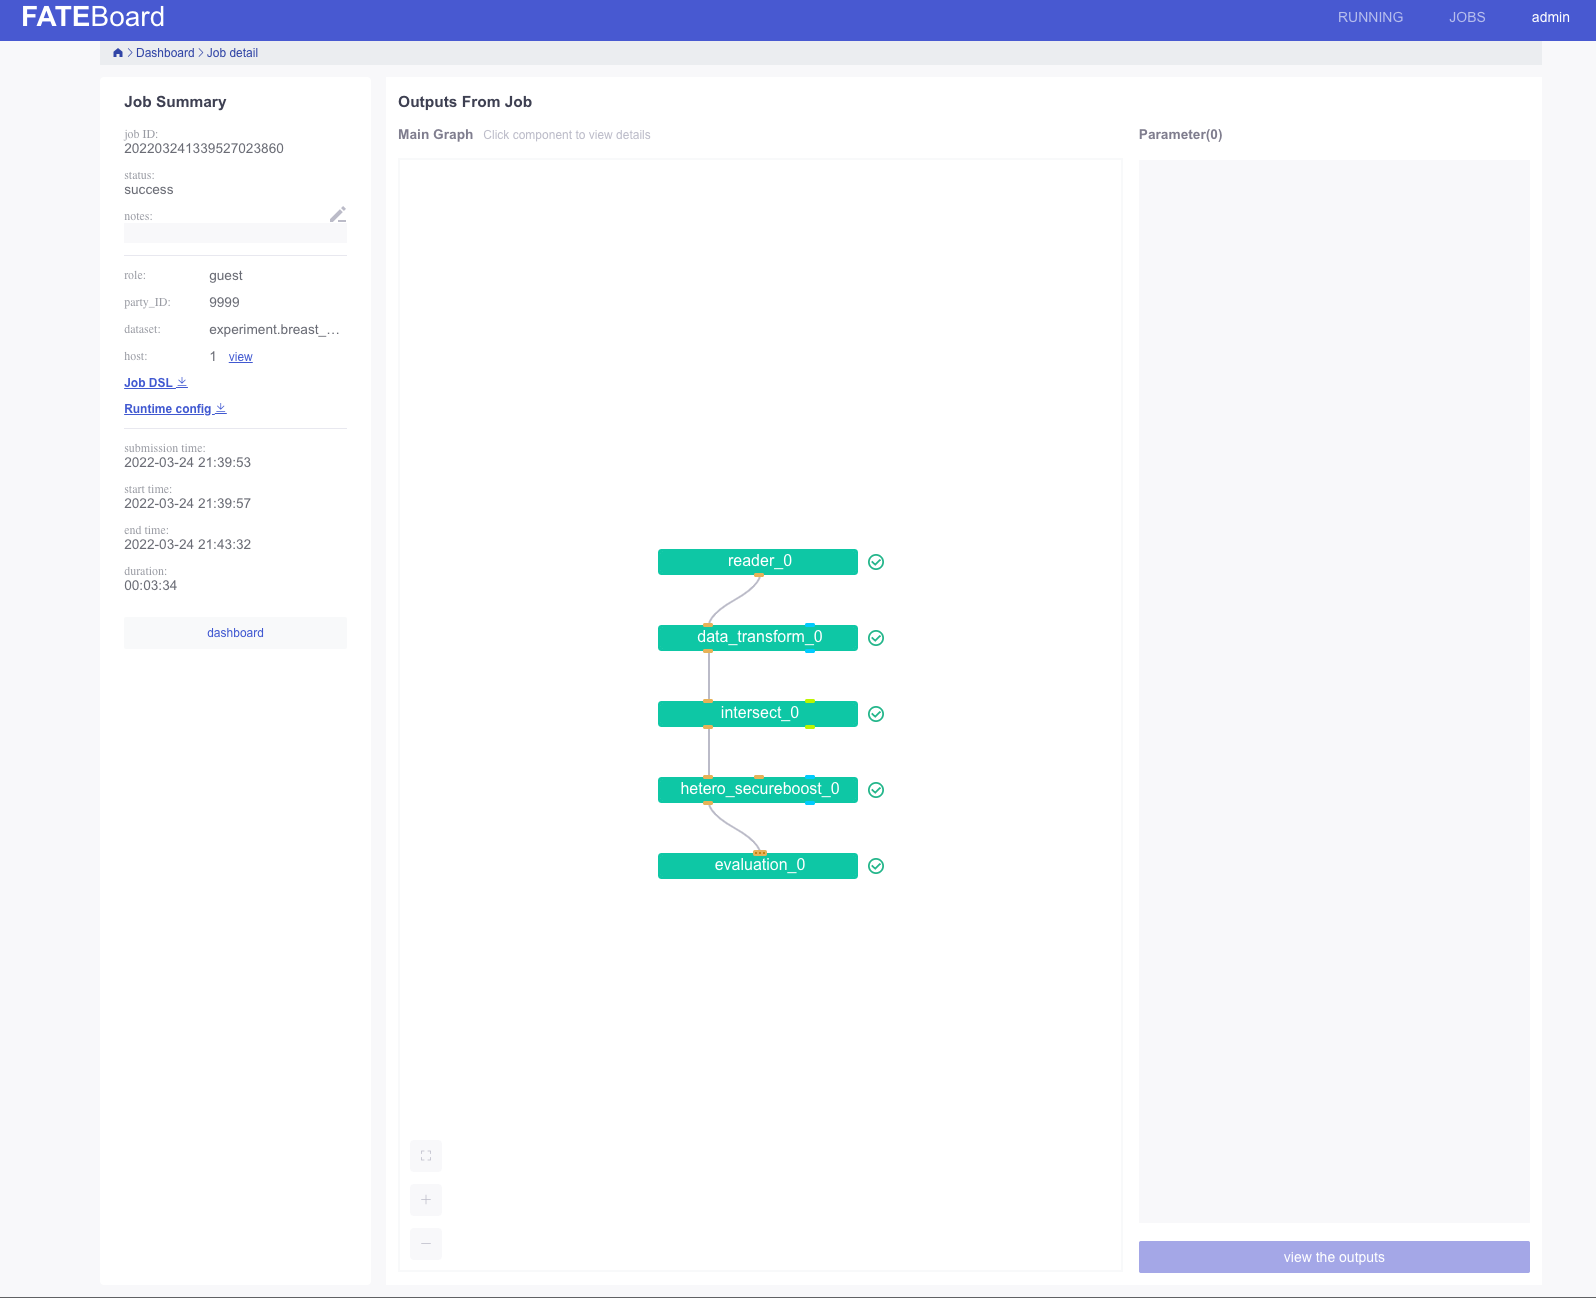 FATEBoard
RUNNING
JOBS
admin
Dashboard
Job detail
Job Summary
job ID:
202203241339527023860
status:
success
notes:
role:
guest
party_ID:
9999
dataset:
experiment.breast_...
host:
1 view
Job DSL
Runtime config
submission time:
2022-03-24 21:39:53
start time:
2022-03-24 21:39:57
end time:
2022-03-24 21:43:32
duration:
00:03:34
dashboard
Outputs From Job
Main Graph Click component to view details
reader_0
data_transform_0
intersect_0
hetero_secureboost_0
evaluation_0
Parameter(0)
view the outputs